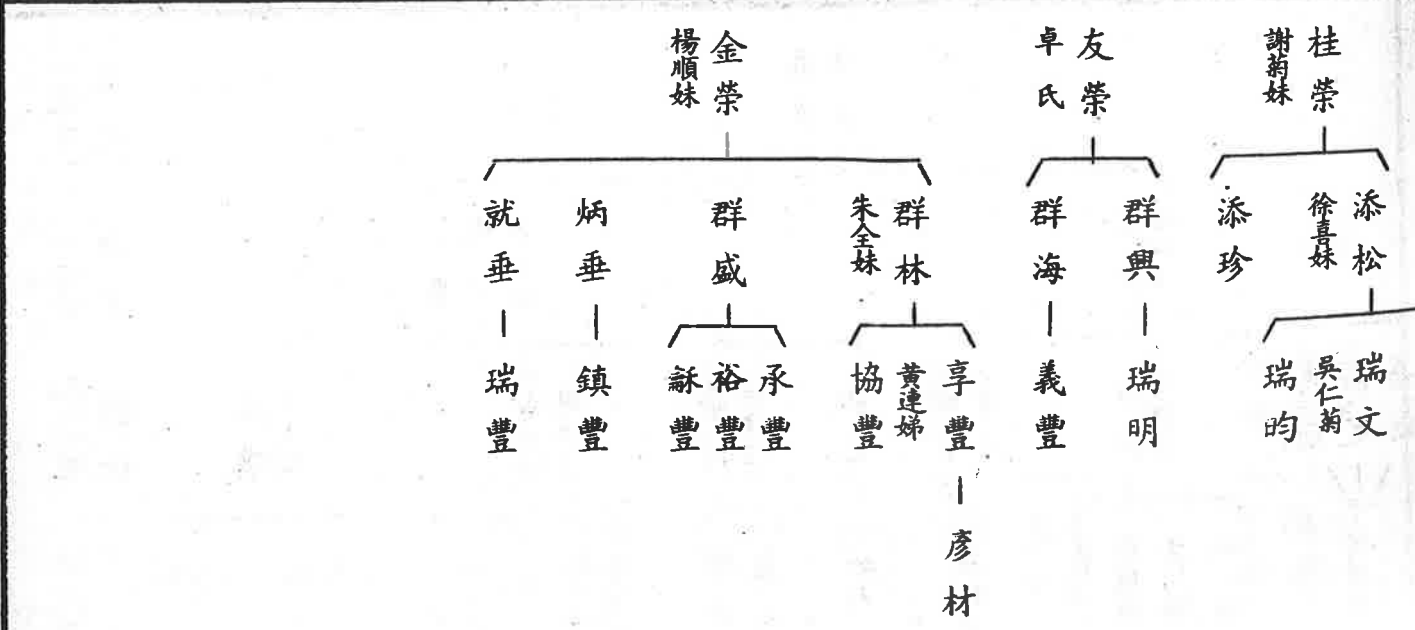 桂榮
謝菊妹
友榮
卓氏
金榮
楊順妹
添松
徐喜妹
添珍
群興
群海
群林
朱全妹
群盛
炳垂
就垂
瑞文
吳仁菊
瑞昀
瑞明
義豐
享豐
黃連娣
協豐
承豐
裕豐
穌豐
鎮豐
瑞豐
彥材